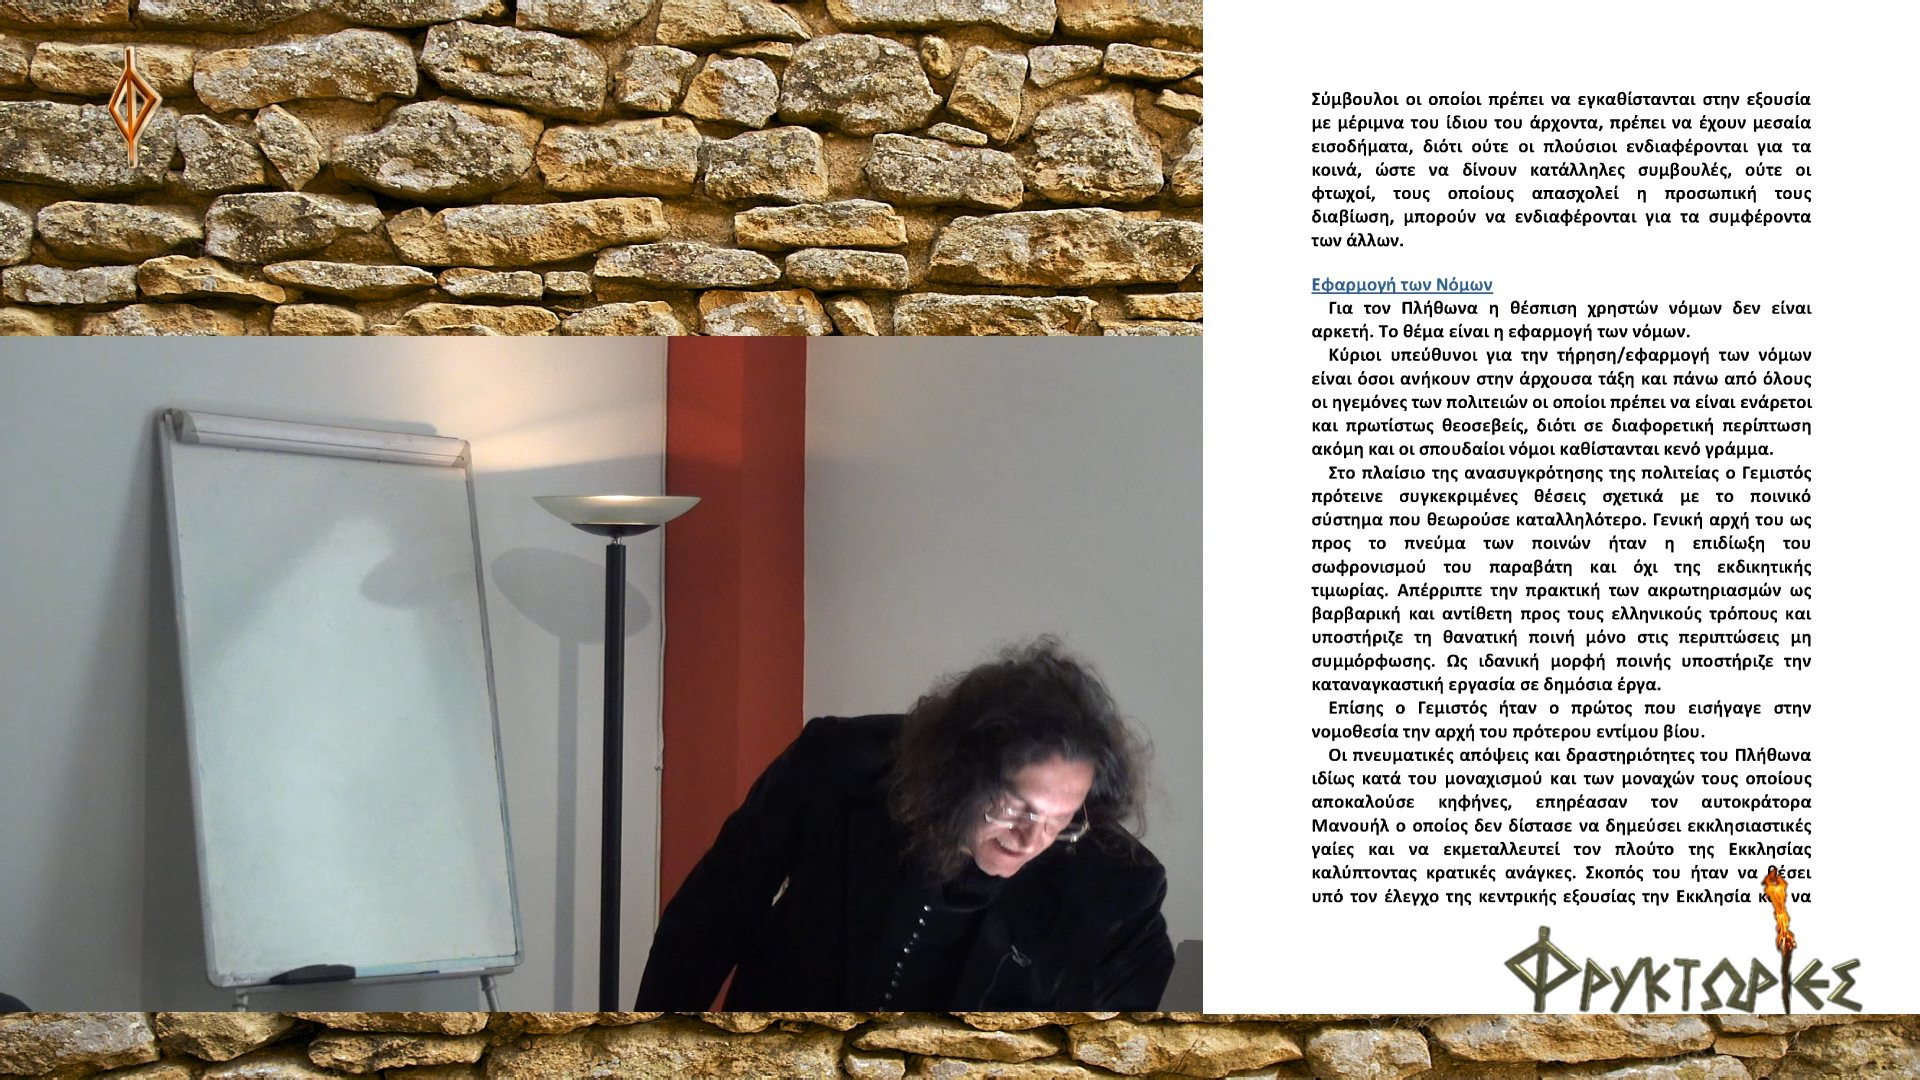 Σύμβουλοι οι οποίοι πρέπει να εγκαθίστανται στην εξουσία
με μέριμνα του ίδιου του άρχοντα, πρέπει να έχουν μεσαία
εισοδήματα, διότι ούτε οι πλούσιοι ενδιαφέρονται για τα
κοινά, ώστε να δίνουν κατάλληλες συμβουλές, ούτε οι
φτωχοί, τους οποίους απασχολεί η προσωπική τους
διαβίωση, μπορούν να ενδιαφέρονται για τα συμφέροντα
των άλλων.
Εφαρμογή των Νόμων
Για τον Πλήθωνα η θέσπιση χρηστών νόμων δεν είναι
αρκετή. Το θέμα είναι η εφαρμογή των νόμων.
Κύριοι υπεύθυνοι για την τήρηση/εφαρμογή των νόμων
είναι όσοι ανήκουν στην άρχουσα τάξη και πάνω από όλους
οι ηγεμόνες των πολιτειών οι οποίοι πρέπει να είναι ενάρετοι
και πρωτίστως θεοσεβείς, διότι σε διαφορετική περίπτωση
ακόμη και οι σπουδαίοι νόμοι καθίστανται κενό γράμμα.
Στο πλαίσιο της ανασυγκρότησης της πολιτείας ο Γεμιστός
πρότεινε συγκεκριμένες θέσεις σχετικά με το ποινικό
σύστημα που θεωρούσε καταλληλότερο. Γενική αρχή του ως
προς το πνεύμα των ποινών ήταν η επιδίωξη του
σωφρονισμού του παραβάτη και όχι της εκδικητικής
τιμωρίας. Απέρριπτε την πρακτική των ακρωτηριασμών ως
βαρβαρική και αντίθετη προς τους ελληνικούς τρόπους και
υποστήριζε τη θανατική ποινή μόνο στις περιπτώσεις μη
συμμόρφωσης. Ως ιδανική μορφή ποινής υποστήριζε την
καταναγκαστική εργασία σε δημόσια έργα.
Επίσης ο Γεμιστός ήταν ο πρώτος που εισήγαγε στην
νομοθεσία την αρχή του πρότερου εντίμου βίου.
Οι πνευματικές απόψεις και δραστηριότητες του Πλήθωνα
ιδίως κατά του μοναχισμού και των μοναχών τους οποίους
αποκαλούσε κηφήνες, επηρέασαν τον αυτοκράτορα
Μανουήλ ο οποίος δεν δίστασε να δημεύσει εκκλησιαστικές
γαίες και να εκμεταλλευτεί τον πλούτο της Εκκλησίας
καλύπτοντας κρατικές ανάγκες. Σκοπός του ήταν να θέσει
υπό τον έλεγχο της κεντρικής εξουσίας την Εκκλησία και να
ΦΡΥΚΤΩΡΙΕΣ